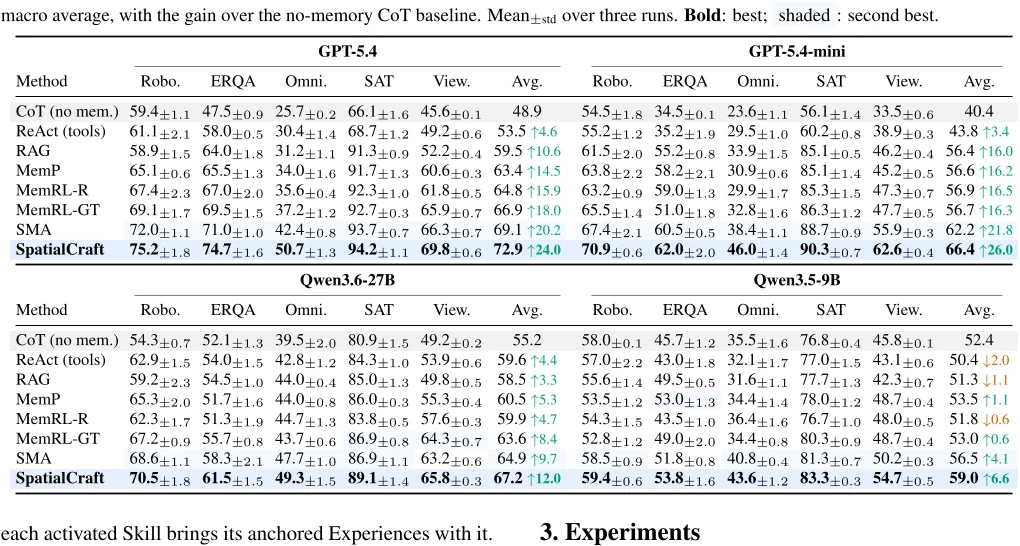 macro average, with the gain over the no-memory CoT baseline. Mean±std over three runs. Bold: best; shaded : second best.
GPT-5.4 GPT-5.4-mini
Method Robo. ERQA Omni. SAT View. Avg. Robo. ERQA Omni. SAT View. Avg.
CoT (no mem.) 59.4±1.1 47.5±0.9 25.7±0.2 66.1±1.6 45.6±0.1 48.9 54.5±1.8 34.5±0.1 23.6±1.1 56.1±1.4 33.5±0.6 40.4
ReAct (tools) 61.1±2.1 58.0±0.5 30.4±1.4 68.7±1.2 49.2±0.6 53.5 ↑4.6 55.2±1.2 35.2±1.9 29.5±1.0 60.2±0.8 38.9±0.3 43.8 ↑3.4
RAG 58.9±1.5 64.0±1.8 31.2±1.1 91.3±0.9 52.2±0.4 59.5 ↑10.6 61.5±2.0 55.2±0.8 33.9±1.5 85.1±0.5 46.2±0.4 56.4 ↑16.0
MemP 65.1±0.6 65.5±1.3 34.0±1.6 91.7±1.3 60.6±0.3 63.4 ↑14.5 63.8±2.2 58.2±2.1 30.9±0.6 85.1±1.4 45.2±0.5 56.6 ↑16.2
MemRL-R 67.4±2.3 67.0±2.0 35.6±0.4 92.3±1.0 61.8±0.5 64.8 ↑15.9 63.2±0.9 59.0±1.3 29.9±1.7 85.3±1.5 47.3±0.7 56.9 ↑16.5
MemRL-GT 69.1±1.7 69.5±1.5 37.2±1.2 92.7±0.3 65.9±0.7 66.9 ↑18.0 65.5±1.4 51.0±1.8 32.8±1.6 86.3±1.2 47.7±0.5 56.7 ↑16.3
SMA 72.0±1.1 71.0±1.0 42.4±0.8 93.7±0.7 66.3±0.7 69.1 ↑20.2 67.4±2.1 60.5±0.5 38.4±1.1 88.7±0.9 55.9±0.3 62.2 ↑21.8
SpatialCraft 75.2±1.8 74.7±1.6 50.7±1.3 94.2±1.1 69.8±0.6 72.9 ↑24.0 70.9±0.6 62.0±2.0 46.0±1.4 90.3±0.7 62.6±0.4 66.4 ↑26.0
Qwen3.6-27B Qwen3.5-9B
Method Robo. ERQA Omni. SAT View. Avg. Robo. ERQA Omni. SAT View. Avg.
CoT (no mem.) 54.3±0.7 52.1±1.3 39.5±2.0 80.9±1.5 49.2±0.2 55.2 58.0±0.1 45.7±1.2 35.5±1.6 76.8±0.4 45.8±0.1 52.4
ReAct (tools) 62.9±1.5 54.0±1.5 42.8±1.2 84.3±1.0 53.9±0.6 59.6 ↑4.4 57.0±2.2 43.0±1.8 32.1±1.7 77.0±1.5 43.1±0.6 50.4 ↓2.0
RAG 59.2±2.3 54.5±1.0 44.0±0.4 85.0±1.3 49.8±0.5 58.5 ↑3.3 55.6±1.4 49.5±0.5 31.6±1.1 77.7±1.3 42.3±0.7 51.3 ↓1.1
MemP 65.3±2.0 51.7±1.6 44.0±0.8 86.0±0.3 55.3±0.4 60.5 ↑5.3 53.5±1.2 53.0±1.3 34.4±1.4 78.0±1.2 48.7±0.4 53.5 ↑1.1
MemRL-R 62.3±1.7 51.3±1.9 44.7±1.3 83.8±0.5 57.6±0.3 59.9 ↑4.7 54.3±1.5 43.5±1.0 36.4±1.6 76.7±1.0 48.0±0.5 51.8 ↓0.6
MemRL-GT 67.2±0.9 55.7±0.8 43.7±0.6 86.9±0.8 64.3±0.7 63.6 ↑8.4 52.8±1.2 49.0±2.0 34.4±0.8 80.3±0.9 48.7±0.4 53.0 ↑0.6
SMA 68.6±1.1 58.3±2.1 47.7±1.0 86.9±1.1 63.2±0.6 64.9 ↑9.7 58.5±0.9 51.8±0.8 40.8±0.4 81.3±0.7 50.2±0.3 56.5 ↑4.1
SpatialCraft 70.5±1.8 61.5±1.5 49.3±1.5 89.1±1.4 65.8±0.3 67.2 ↑12.0 59.4±0.6 53.8±1.6 43.6±1.2 83.3±0.3 54.7±0.5 59.0 ↑6.6
each activated Skill brings its anchored Experiences with it.
3. Experiments